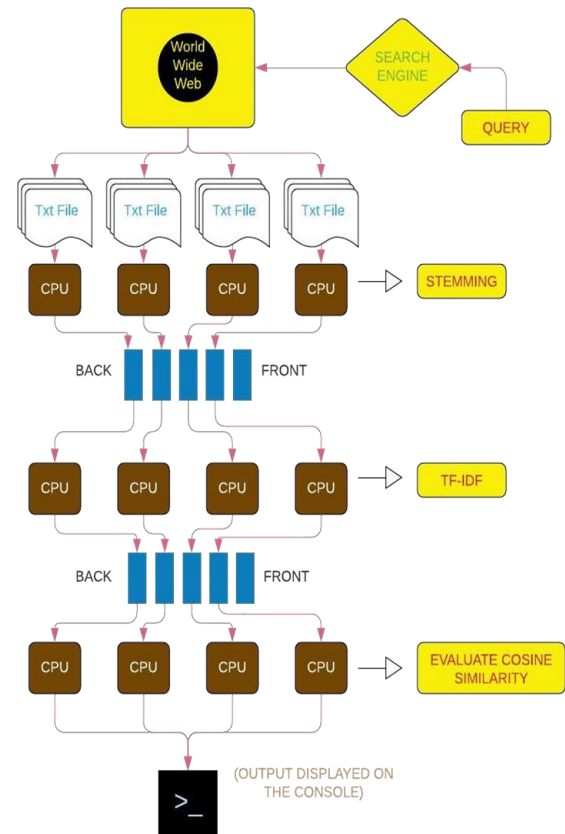 World
Wide
Web
SEARCH
ENGINE
QUERY
Txt File
Txt File
Txt File
Txt File
CPU
CPU
CPU
CPU
STEMMING
BACK
FRONT
CPU
CPU
CPU
CPU
TF-IDF
BACK
FRONT
CPU
CPU
CPU
CPU
EVALUATE COSINE
SIMILARITY
>_
(OUTPUT DISPLAYED ON
THE CONSOLE)